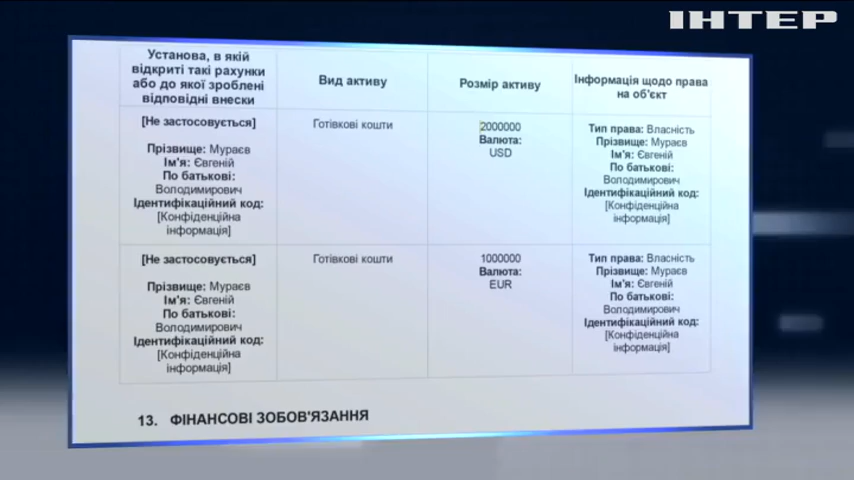 ІНТЕР
Установа, в якій
відкриті такі рахунки
або до якої зроблені
відповідні внески
Вид активу
Розмір активу
Інформація щодо права
на об'єкт
[Не застосовується]
Прізвище: Мураєв
Ім'я: Євгеній
По батькові:
Володимирович
Ідентифікаційний код:
[Конфіденційна
інформація]
Готівкові кошти
2000000
Валюта:
USD
Тип права: Власність
Прізвище: Мураєв
Ім'я: Євгеній
По батькові:
Володимирович
Ідентифікаційний код:
[Конфіденційна
інформація]
[Не застосовується]
Прізвище: Мураєв
Ім'я: Євгеній
По батькові:
Володимирович
Ідентифікаційний код:
[Конфіденційна
інформація]
Готівкові кошти
1000000
Валюта:
EUR
Тип права: Власність
Прізвище: Мураєв
Ім'я: Євгеній
По батькові:
Володимирович
Ідентифікаційний код:
[Конфіденційна
інформація]
13. ФІНАНСОВІ ЗОБОВ'ЯЗАННЯ